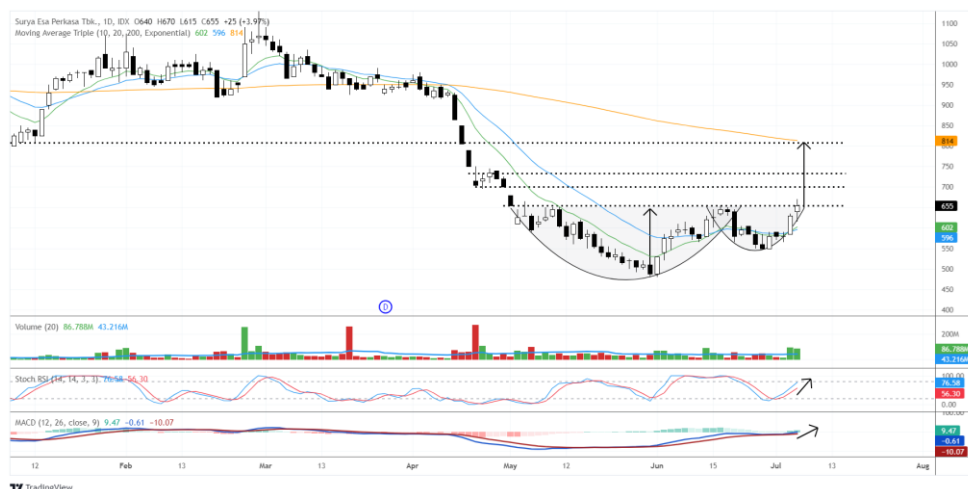 Surya Esa Perkasa Tbk., 1D, IDX O640 H670 L615 C655 +25 (+3.97%)
Moving Average Triple (10, 20, 200, Exponential) 602 596 814
1100
1050
1000
950
900
850
814
750
700
655
602
596
550
500
450
400
D
Volume (20) 86.788M 43.216M
200M
86.788M
43.216M
Stoch RSI (14, 14, 3, 3) 76.58 56.30
100.00
76.58
56.30
0.00
MACD (12, 26, close, 9) 9.47 −0.61 −10.07
100.00
9.47
−0.61
−10.07
12 Feb 13 Mar 13 Apr May 12 Jun 15 Jul 13 Aug
TradingView